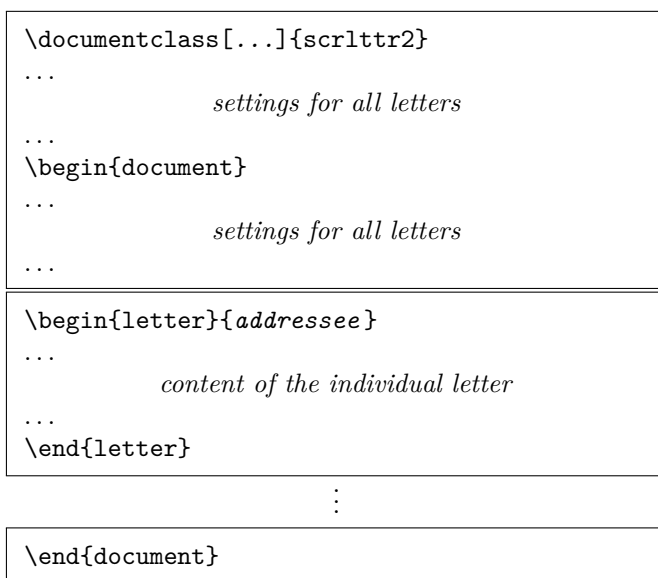 \documentclass[...]{scrlttr2}
...
settings for all letters
...
\begin{document}
...
settings for all letters
...
\begin{letter}{addressee}
...
content of the individual letter
...
\end{letter}
⋮
\end{document}